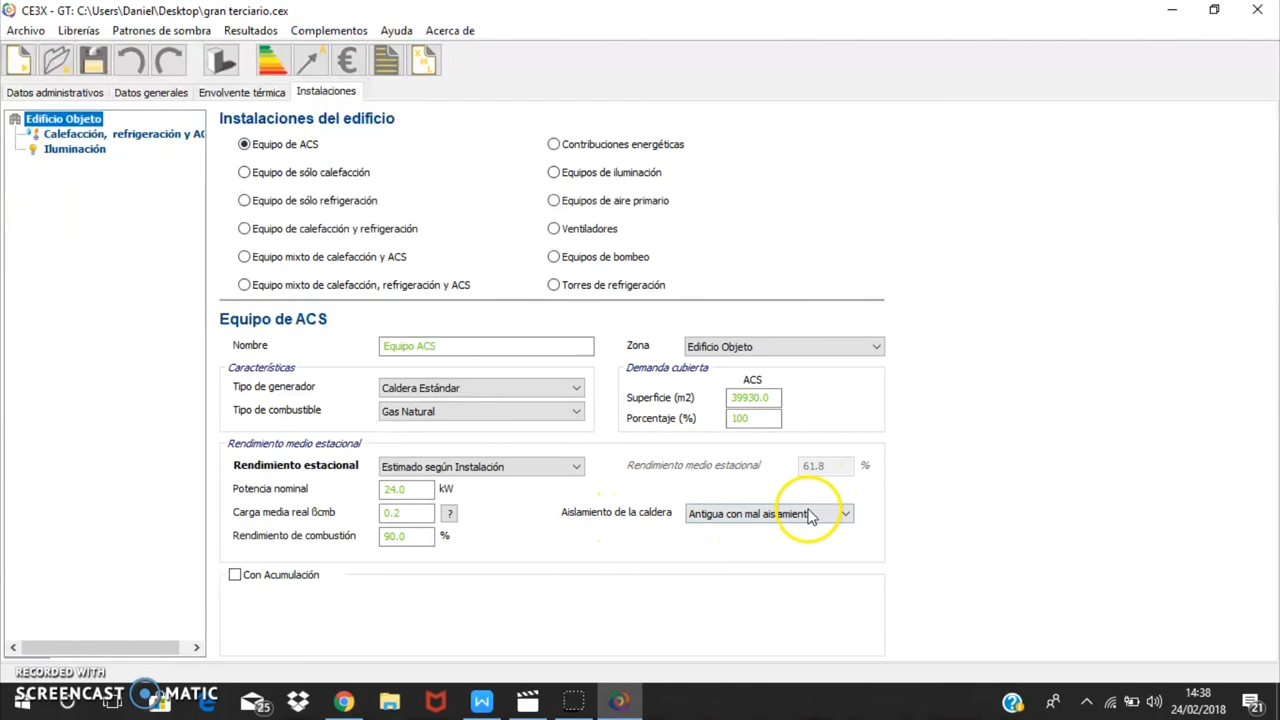 CE3X - GT: C:\Users\Daniel\Desktop\gran terciario.cex
Archivo Librerías Patrones de sombra Resultados Complementos Ayuda Acerca de
Datos administrativos Datos generales Envolvente térmica Instalaciones
Edificio Objeto
Calefacción, refrigeración y AC
Iluminación
Instalaciones del edificio
Equipo de ACS Contribuciones energéticas
Equipo de sólo calefacción Equipos de iluminación
Equipo de sólo refrigeración Equipos de aire primario
Equipo de calefacción y refrigeración Ventiladores
Equipo mixto de calefacción y ACS Equipos de bombeo
Equipo mixto de calefacción, refrigeración y ACS Torres de refrigeración
Equipo de ACS
Nombre Equipo ACS Zona Edificio Objeto
Características Demanda cubierta
ACS
Tipo de generador Caldera Estándar Superficie (m2) 39930.0
Tipo de combustible Gas Natural Porcentaje (%) 100
Rendimiento medio estacional
Rendimiento estacional Estimado según Instalación Rendimiento medio estacional 61.8 %
Potencia nominal 24.0 kW
Carga media real ßcmb 0.2 ? Aislamiento de la caldera Antigua con mal aislamiento
Rendimiento de combustión 90.0 %
Con Acumulación
RECORDED WITH
SCREENCAST MATIC
25
14:38
24/02/2018
21